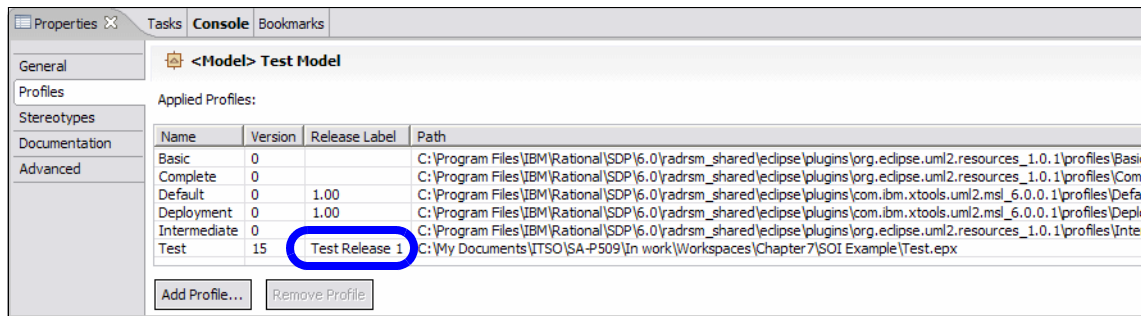 Properties Tasks Console Bookmarks
<Model> Test Model
General
Profiles
Stereotypes
Documentation
Advanced
Applied Profiles:
Name Version Release Label Path
Basic 0 C:\Program Files\IBM\Rational\SDP\6.0\radrsm_shared\eclipse\plugins\org.eclipse.uml2.resources_1.0.1\profiles\Basi
Complete 0 C:\Program Files\IBM\Rational\SDP\6.0\radrsm_shared\eclipse\plugins\org.eclipse.uml2.resources_1.0.1\profiles\Com
Default 0 1.00 C:\Program Files\IBM\Rational\SDP\6.0\radrsm_shared\eclipse\plugins\com.ibm.xtools.uml2.msl_6.0.0.1\profiles\Defa
Deployment 0 1.00 C:\Program Files\IBM\Rational\SDP\6.0\radrsm_shared\eclipse\plugins\com.ibm.xtools.uml2.msl_6.0.0.1\profiles\Depl
Intermediate 0 C:\Program Files\IBM\Rational\SDP\6.0\radrsm_shared\eclipse\plugins\org.eclipse.uml2.resources_1.0.1\profiles\Inte
Test 15 Test Release 1 C:\My Documents\ITSO\SA-P509\In work\Workspaces\Chapter7\SOI Example\Test.epx
Add Profile... Remove Profile